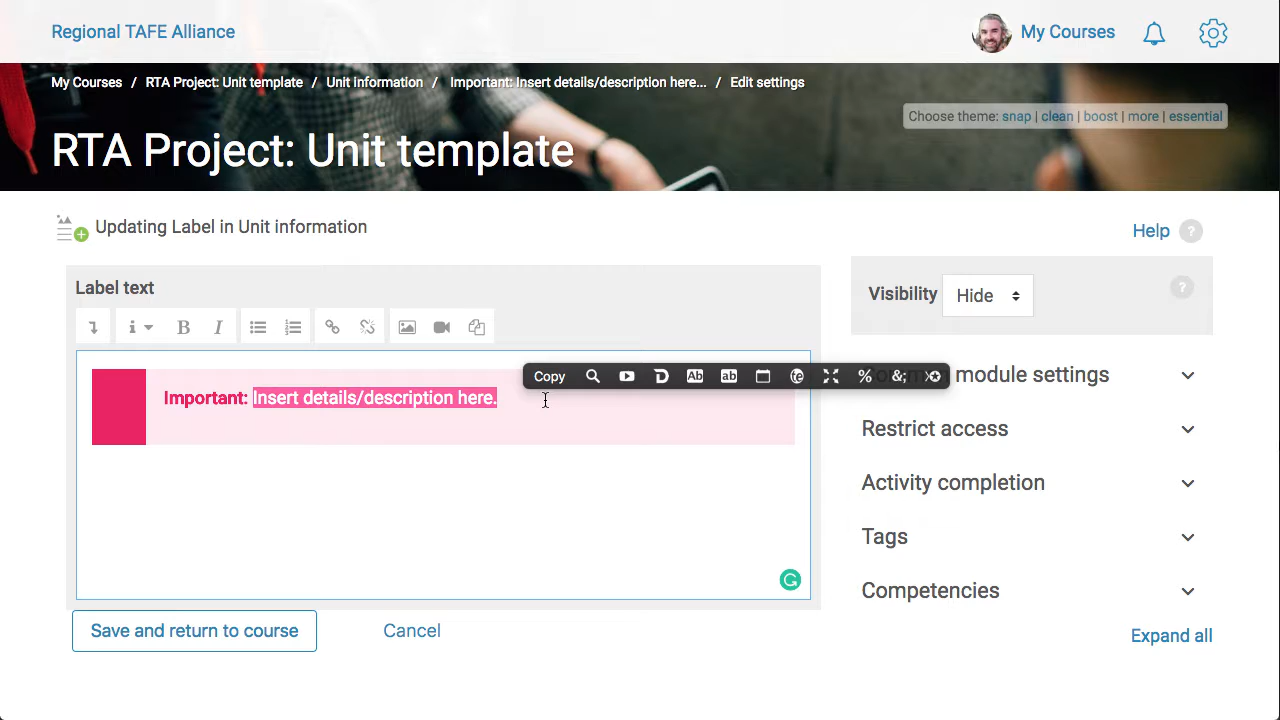 Regional TAFE Alliance
My Courses
My Courses / RTA Project: Unit template / Unit information / Important: Insert details/description here... / Edit settings
Choose theme: snap | clean | boost | more | essential
RTA Project: Unit template
Updating Label in Unit information
Help ?
Label text
Visibility Hide ?
i B I
Copy D Ab ab % &;
Important: Insert details/description here.
module settings
Restrict access
Activity completion
Tags
Competencies
Save and return to course
Cancel
Expand all